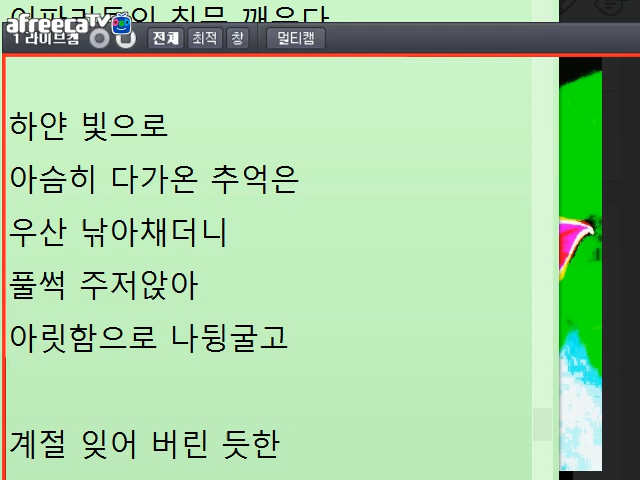 afreecaTV
1 라이브캠 전체 최적 창 멀티캠
하얀 빛으로
아슴히 다가온 추억은
우산 낚아채더니
풀썩 주저앉아
아릿함으로 나뒹굴고
계절 잊어 버린 듯한